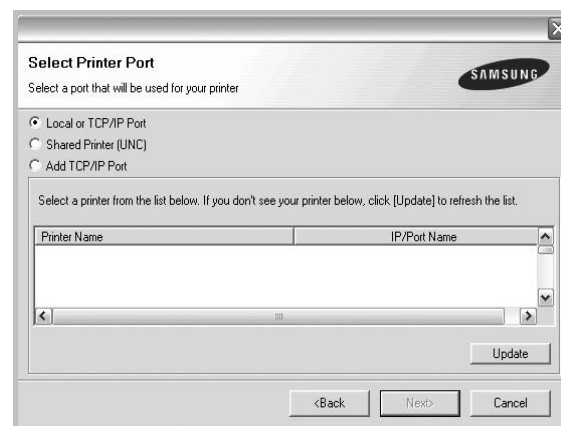 Select Printer Port
Select a port that will be used for your printer
SAMSUNG
Local or TCP/IP Port
Shared Printer (UNC)
Add TCP/IP Port
Select a printer from the list below. If you don't see your printer below, click [Update] to refresh the list.
Printer Name IP/Port Name
Update
<Back Next> Cancel